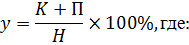 у = (К + П) / Н × 100%, где: